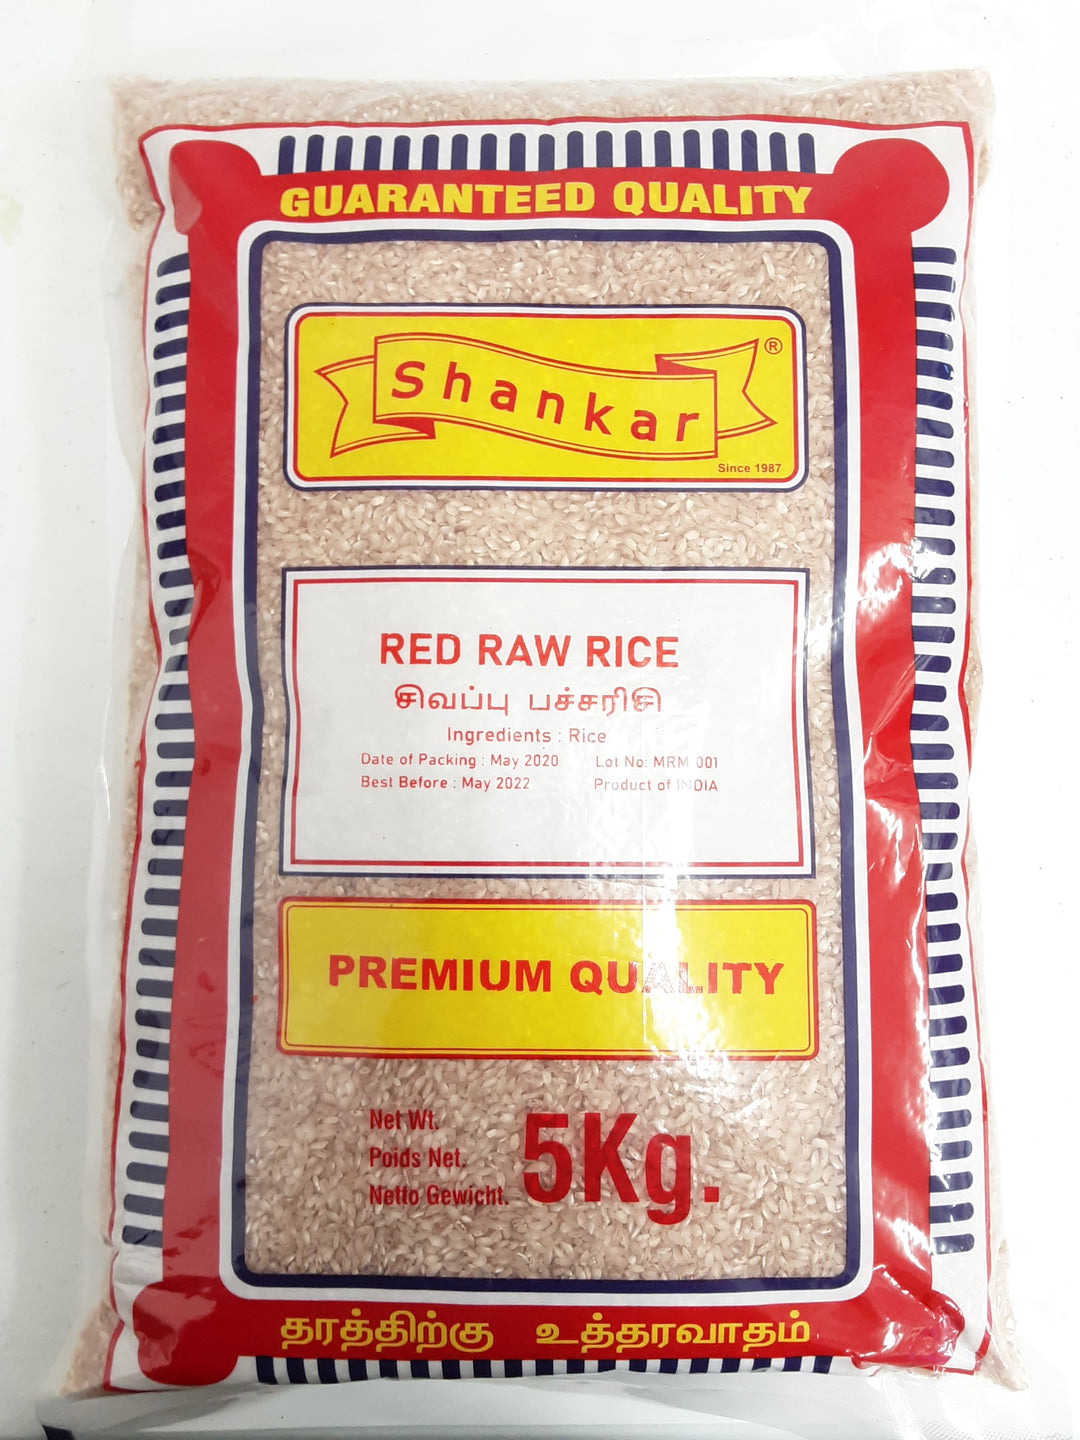 GUARANTEED QUALITY
Shankar ®
Since 1987
RED RAW RICE
சிவப்பு பச்சரிசி
Ingredients : Rice
Date of Packing : May 2020 Lot No: MRM 001
Best Before : May 2022 Product of INDIA
PREMIUM QUALITY
Net Wt.
Poids Net. 5Kg.
Netto Gewicht.
தரத்திற்கு உத்தரவாதம்